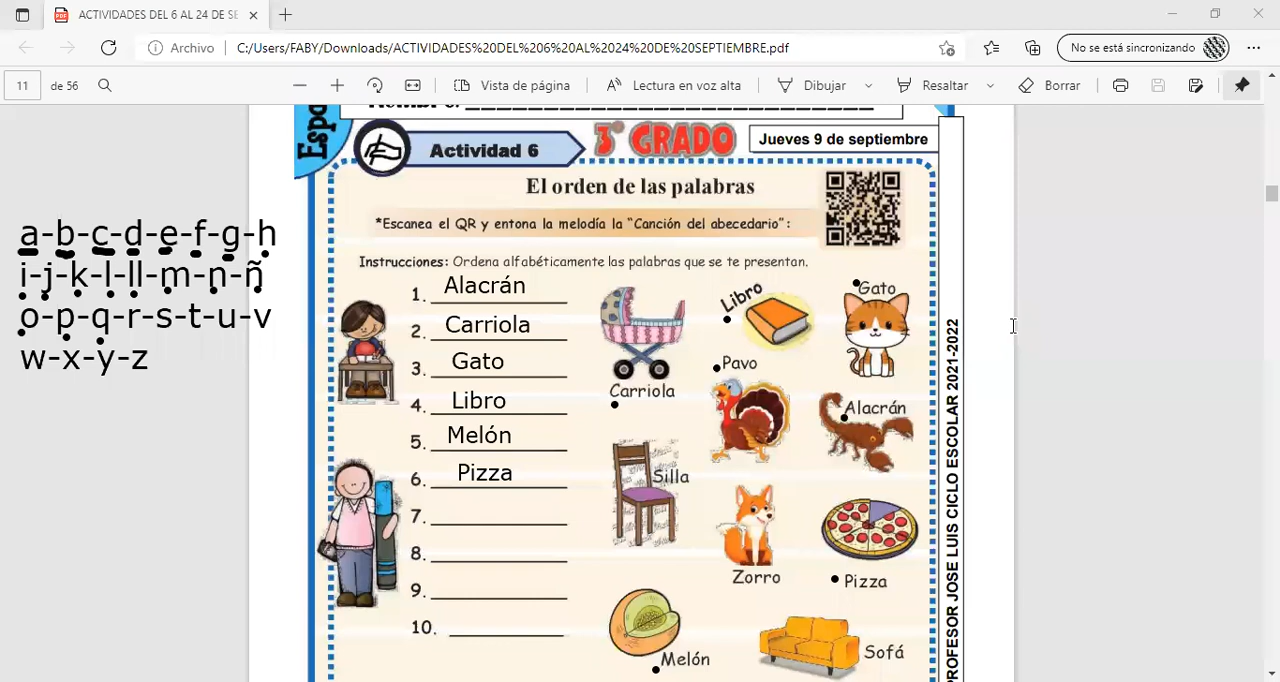 ACTIVIDADES DEL 6 AL 24 DE SE
Archivo
C:/Users/FABY/Downloads/ACTIVIDADES%20DEL%206%20AL%2024%20DE%20SEPTIEMBRE.pdf
No se está sincronizando
11 de 56
Vista de página
Lectura en voz alta
Dibujar
Resaltar
Borrar
Espa
Actividad 6
3° GRADO
Jueves 9 de septiembre
El orden de las palabras
*Escanea el QR y entona la melodía la "Canción del abecedario":
Instrucciones: Ordena alfabéticamente las palabras que se te presentan.
a-b-c-d-e-f-g-h
i-j-k-l-ll-m-n-ñ
o-p-q-r-s-t-u-v
w-x-y-z
1. Alacrán
2. Carriola
3. Gato
4. Libro
5. Melón
6. Pizza
7.
8.
9.
10.
Libro
Gato
Carriola
Pavo
Alacrán
Silla
Zorro
Pizza
Melón
Sofá
PROFESOR JOSE LUIS CICLO ESCOLAR 2021-2022